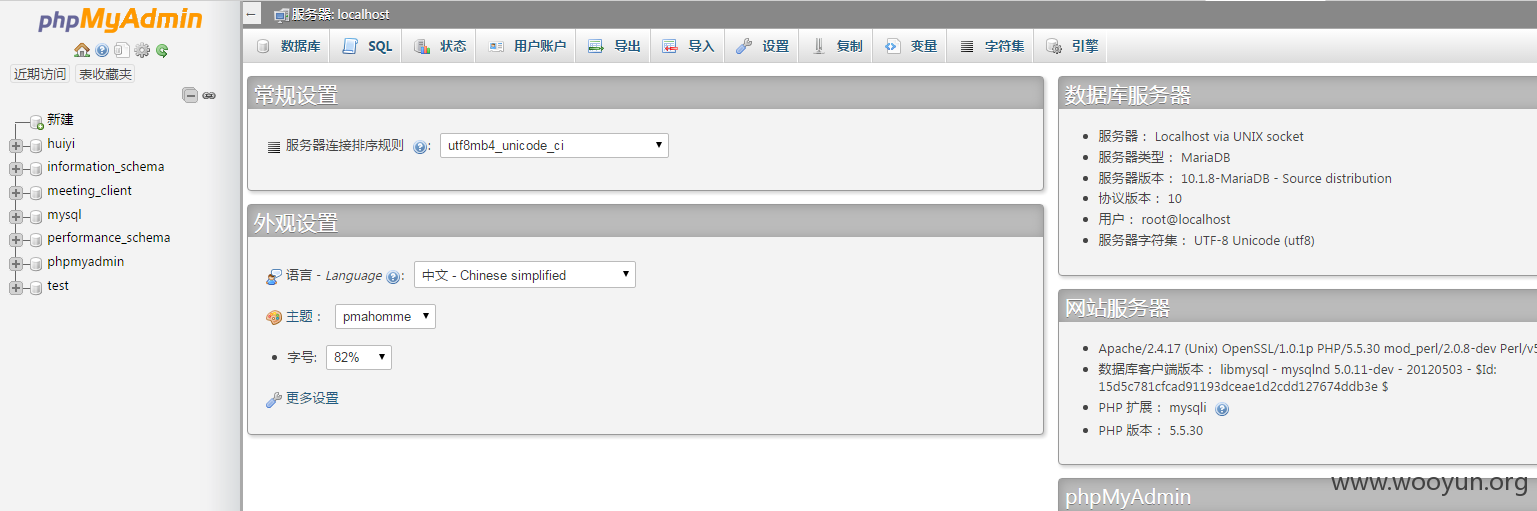 phpMyAdmin
近期访问 表收藏夹
新建
huiyi
information_schema
meeting_client
mysql
performance_schema
phpmyadmin
test
← 服务器: localhost
数据库 SQL 状态 用户账户 导出 导入 设置 复制 变量 字符集 引擎
常规设置
服务器连接排序规则 : utf8mb4_unicode_ci
外观设置
语言 - Language : 中文 - Chinese simplified
主题： pmahomme
字号: 82%
更多设置
数据库服务器
服务器： Localhost via UNIX socket
服务器类型： MariaDB
服务器版本： 10.1.8-MariaDB - Source distribution
协议版本： 10
用户： root@localhost
服务器字符集： UTF-8 Unicode (utf8)
网站服务器
Apache/2.4.17 (Unix) OpenSSL/1.0.1p PHP/5.5.30 mod_perl/2.0.8-dev Perl/v5
数据库客户端版本： libmysql - mysqlnd 5.0.11-dev - 20120503 - $Id:
15d5c781cfcad91193dceae1d2cdd127674ddb3e $
PHP 扩展： mysqli
PHP 版本： 5.5.30
phpMyAdmin
www.wooyun.org